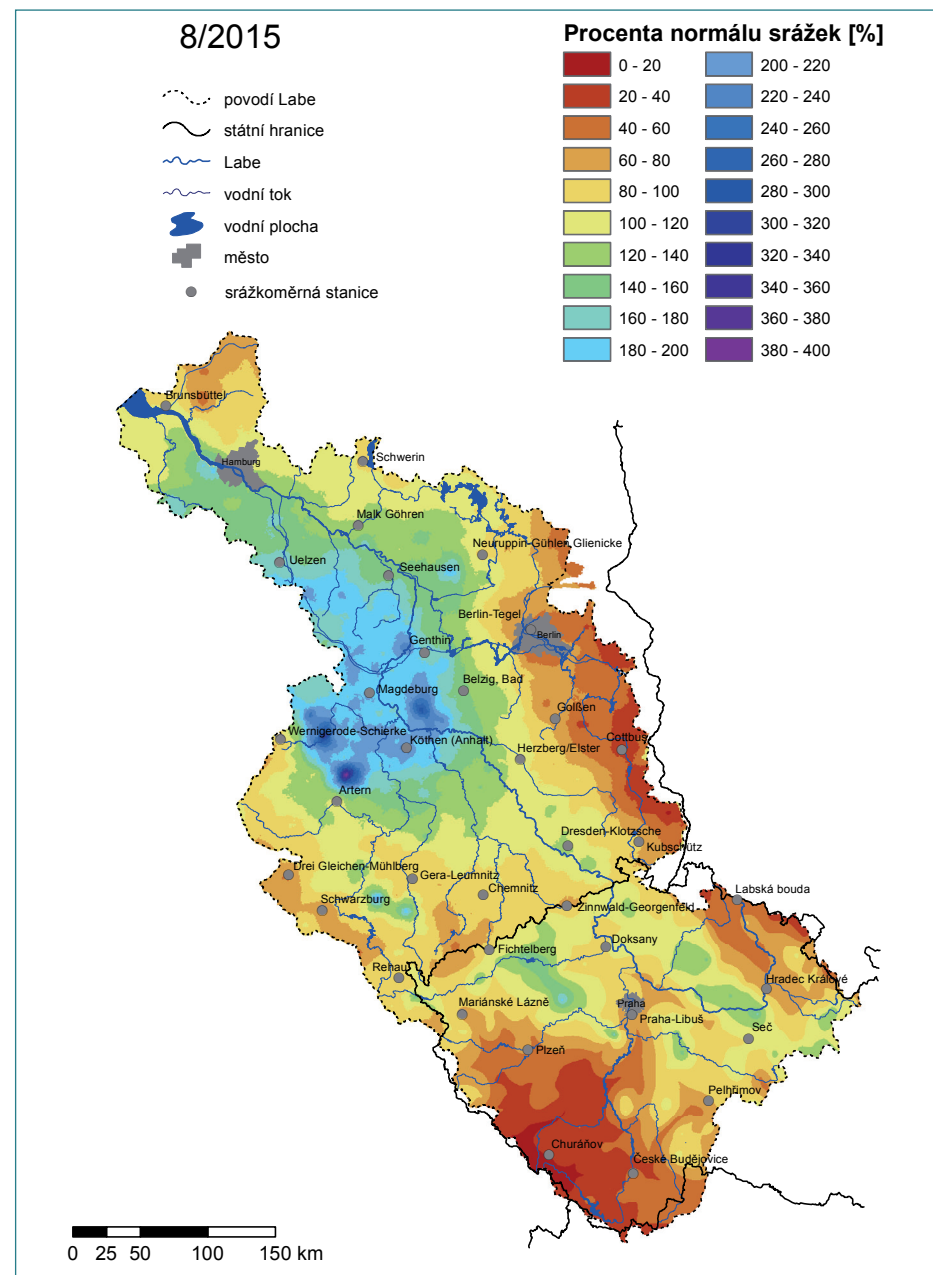 8/2015
povodí Labe
státní hranice
Labe
vodní tok
vodní plocha
město
srážkoměrná stanice
Procenta normálu srážek [%]
0 - 20
20 - 40
40 - 60
60 - 80
80 - 100
100 - 120
120 - 140
140 - 160
160 - 180
180 - 200
200 - 220
220 - 240
240 - 260
260 - 280
280 - 300
300 - 320
320 - 340
340 - 360
360 - 380
380 - 400
Brunsbüttel
Hamburg
Schwerin
Malk Göhren
Neuruppin-Gühlen Glienicke
Uelzen
Seehausen
Berlin-Tegel
Berlin
Genthin
Magdeburg
Belzig, Bad
Golßen
Wernigerode-Schierke
Köthen (Anhalt)
Herzberg/Elster
Cottbus
Artern
Dresden-Klotzsche
Kubschütz
Drei Gleichen-Mühlberg
Gera-Leumnitz
Chemnitz
Labská bouda
Schwarzburg
Zinnwald-Georgenfeld
Fichtelberg
Doksany
Rehau
Hradec Králové
Mariánské Lázně
Praha
Praha-Libuš
Seč
Plzeň
Pelhřimov
Churáňov
České Budějovice
0 25 50 100 150 km